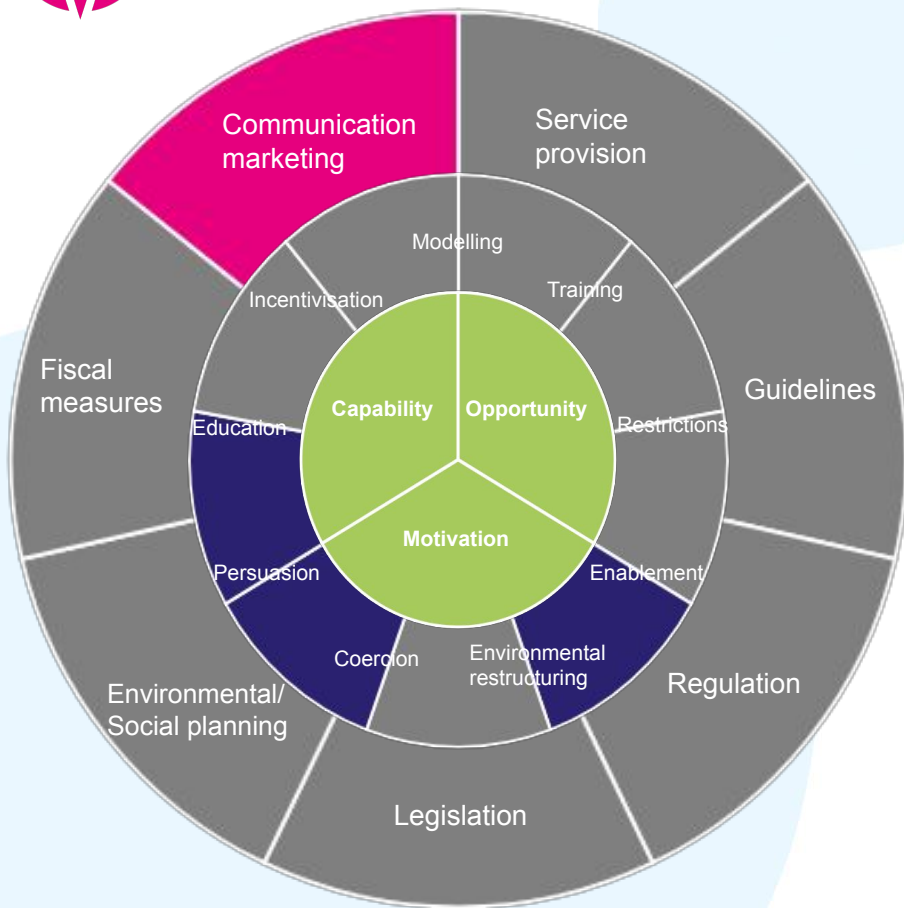 Communication
marketing
Service
provision
Modelling
Training
Incentivisation
Fiscal
measures
Guidelines
Capability
Opportunity
Education
Restrictions
Motivation
Persuasion
Enablement
Coercion
Environmental
restructuring
Regulation
Environmental/
Social planning
Legislation